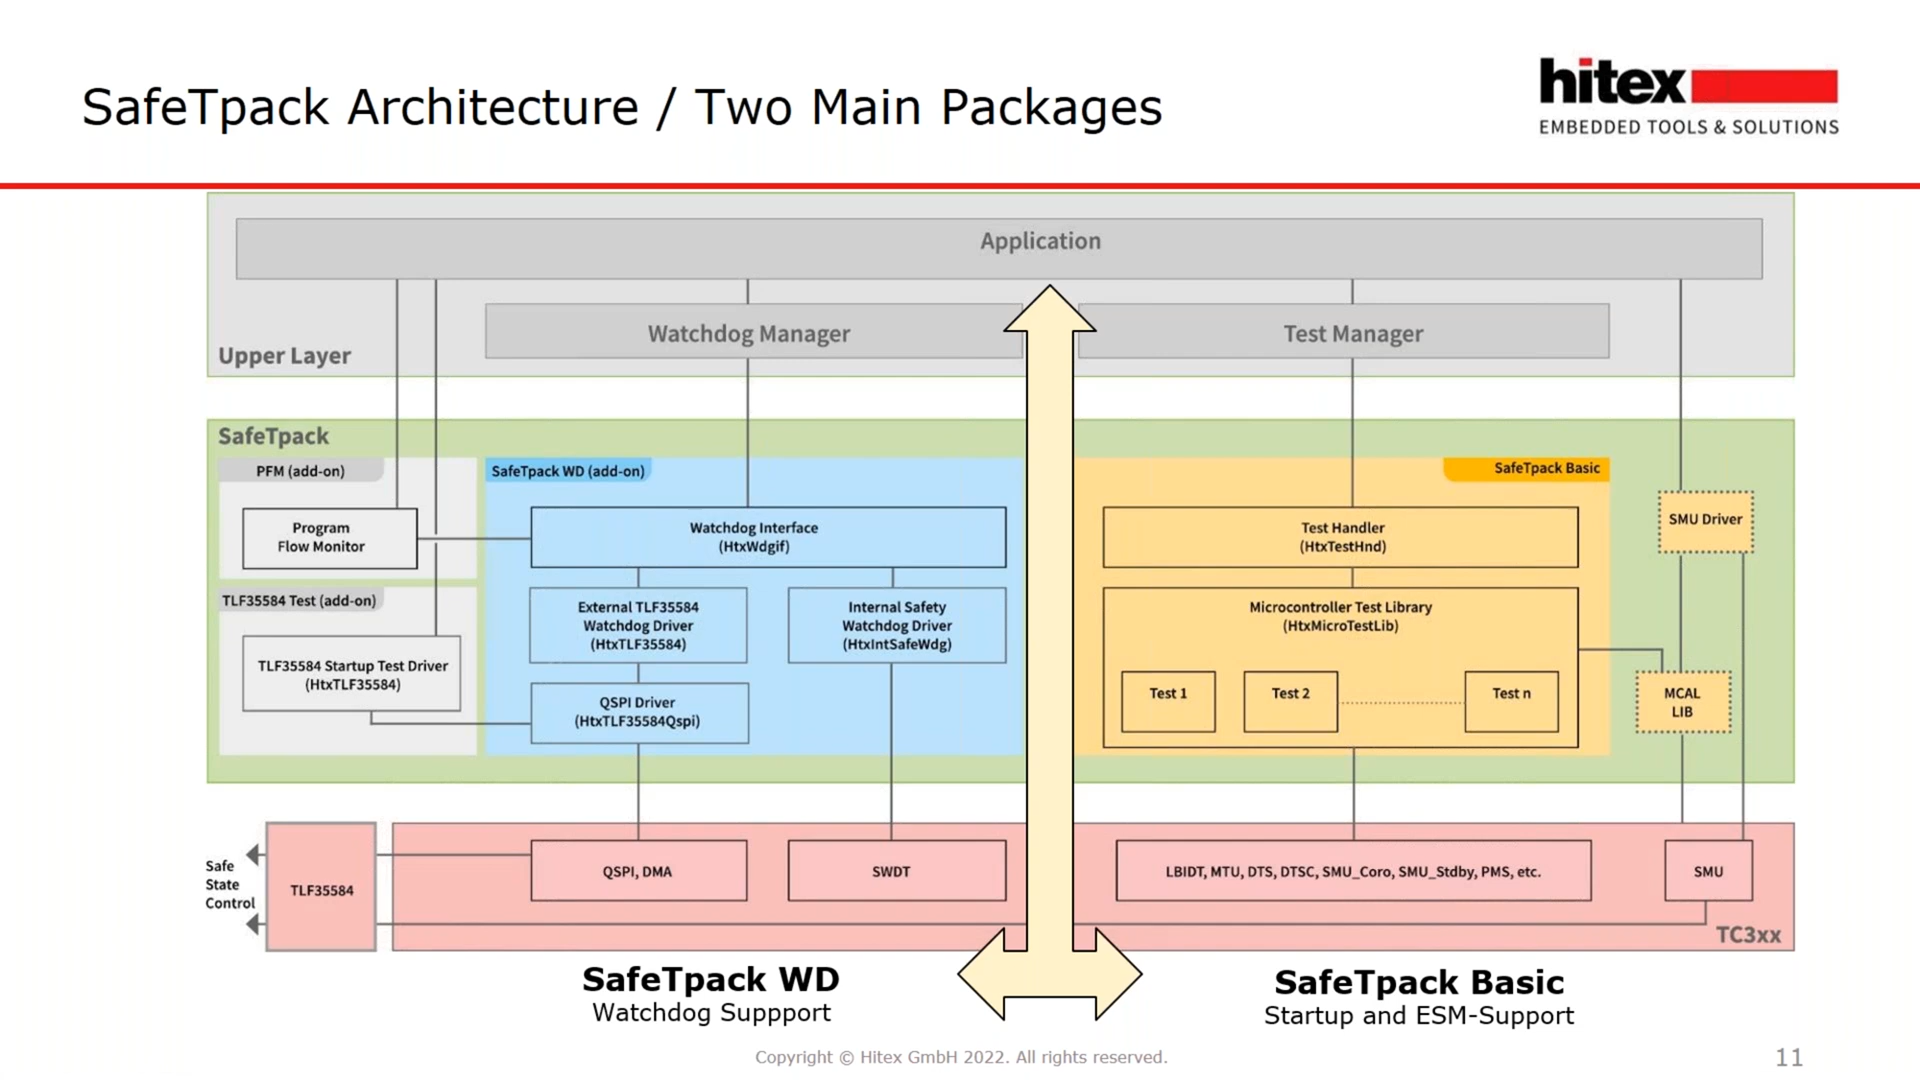 SafeTpack Architecture / Two Main Packages
hitex
EMBEDDED TOOLS & SOLUTIONS
Application
Watchdog Manager
Test Manager
Upper Layer
SafeTpack
PFM (add-on)
Program
Flow Monitor
TLF35584 Test (add-on)
TLF35584 Startup Test Driver
(HtxTLF35584)
SafeTpack WD (add-on)
Watchdog Interface
(HtxWdgif)
External TLF35584
Watchdog Driver
(HtxTLF35584)
Internal Safety
Watchdog Driver
(HtxIntSafeWdg)
QSPI Driver
(HtxTLF35584Qspi)
SafeTpack Basic
Test Handler
(HtxTestHnd)
Microcontroller Test Library
(HtxMicroTestLib)
Test 1
Test 2
Test n
SMU Driver
MCAL
LIB
Safe
State
Control
TLF35584
QSPI, DMA
SWDT
LBIDT, MTU, DTS, DTSC, SMU_Coro, SMU_Stdby, PMS, etc.
SMU
TC3xx
SafeTpack WD
Watchdog Suppport
SafeTpack Basic
Startup and ESM-Support
Copyright © Hitex GmbH 2022. All rights reserved.
11